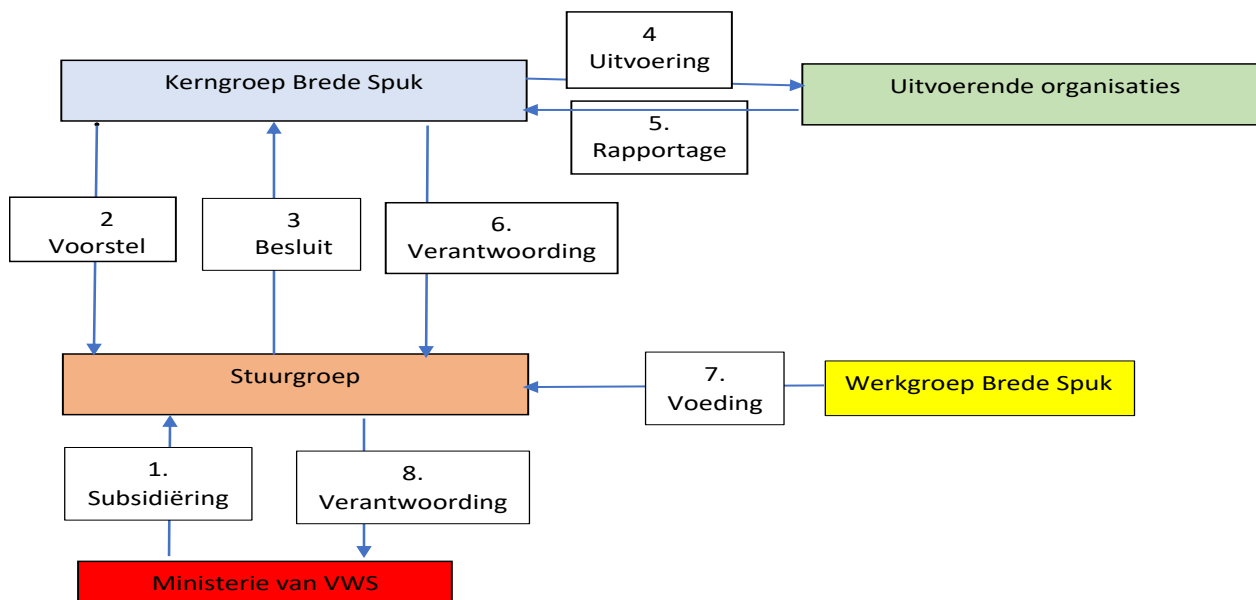 4
Uitvoering
Kerngroep Brede Spuk
Uitvoerende organisaties
5.
Rapportage
2
Voorstel
3
Besluit
6.
Verantwoording
Stuurgroep
7.
Voeding
Werkgroep Brede Spuk
1.
Subsidiëring
8.
Verantwoording
Ministerie van VWS